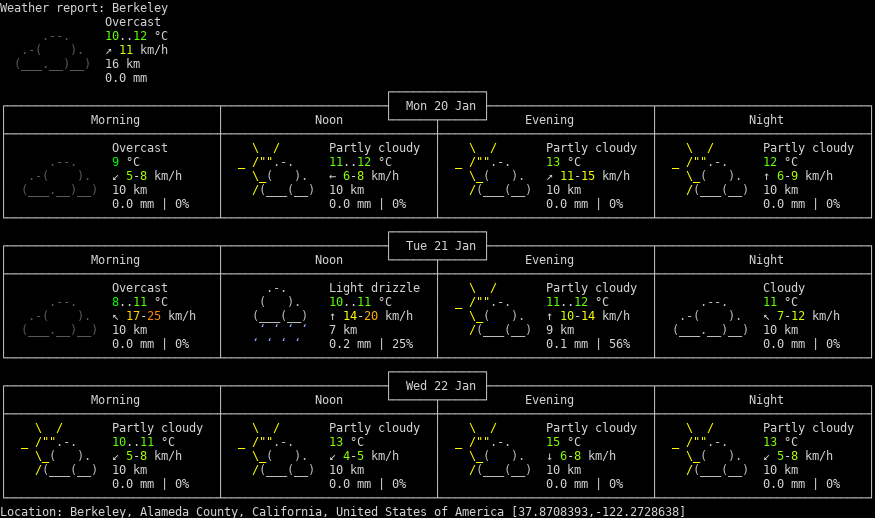 Weather report: Berkeley
Overcast
10..12 °C
↗ 11 km/h
16 km
0.0 mm
Mon 20 Jan
Morning Noon Evening Night
Overcast Partly cloudy Partly cloudy Partly cloudy
9 °C 11..12 °C 13 °C 12 °C
↙ 5-8 km/h ← 6-8 km/h ↗ 11-15 km/h ↑ 6-9 km/h
10 km 10 km 10 km 10 km
0.0 mm | 0% 0.0 mm | 0% 0.0 mm | 0% 0.0 mm | 0%
Tue 21 Jan
Morning Noon Evening Night
Overcast Light drizzle Partly cloudy Cloudy
8..11 °C 10..11 °C 11..12 °C 11 °C
↖ 17-25 km/h ↑ 14-20 km/h ↑ 10-14 km/h ↖ 7-12 km/h
10 km 7 km 9 km 10 km
0.0 mm | 0% 0.2 mm | 25% 0.1 mm | 56% 0.0 mm | 0%
Wed 22 Jan
Morning Noon Evening Night
Partly cloudy Partly cloudy Partly cloudy Partly cloudy
10..11 °C 13 °C 15 °C 13 °C
↙ 5-8 km/h ↙ 4-5 km/h ↓ 6-8 km/h ↙ 5-8 km/h
10 km 10 km 10 km 10 km
0.0 mm | 0% 0.0 mm | 0% 0.0 mm | 0% 0.0 mm | 0%
Location: Berkeley, Alameda County, California, United States of America [37.8708393,-122.2728638]